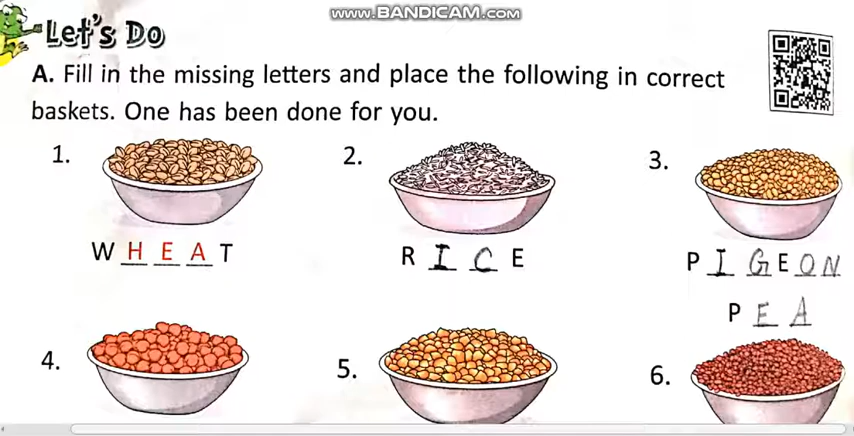 www.BANDICAM.com
Let's Do
A. Fill in the missing letters and place the following in correct
baskets. One has been done for you.
1. 2. 3.
W H E A T R I C E P I G E O N
P E A
4. 5. 6.